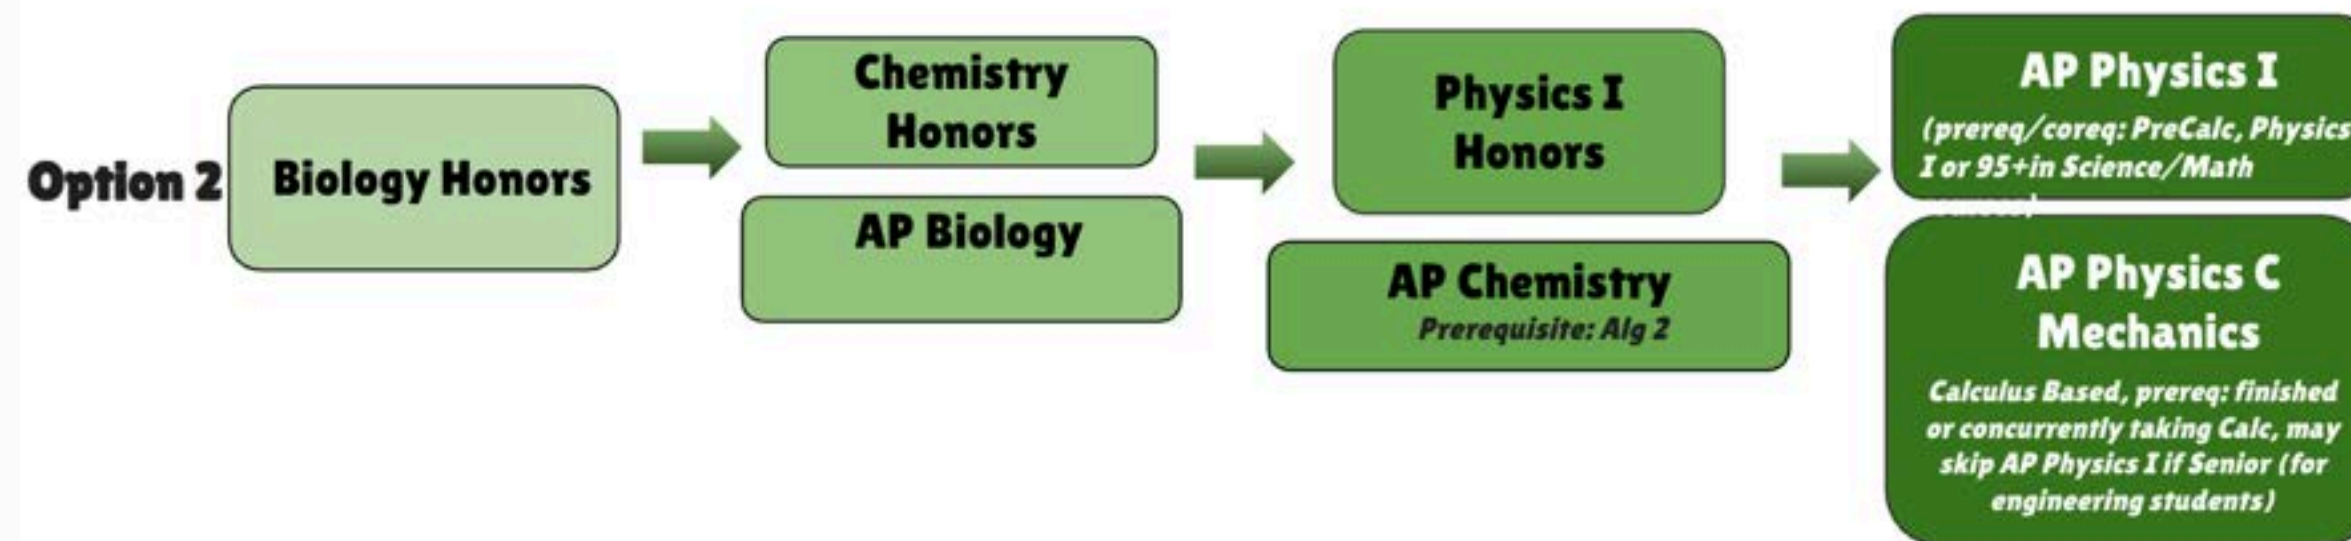 Option 2
Biology Honors
Chemistry
Honors
AP Biology
Physics I
Honors
AP Chemistry
Prerequisite: Alg 2
AP Physics I
(prereq/coreq: PreCalc, Physics
I or 95+in Science/Math
AP Physics C
Mechanics
Calculus Based, prereq: finished
or concurrently taking Calc, may
skip AP Physics I if Senior (for
engineering students)